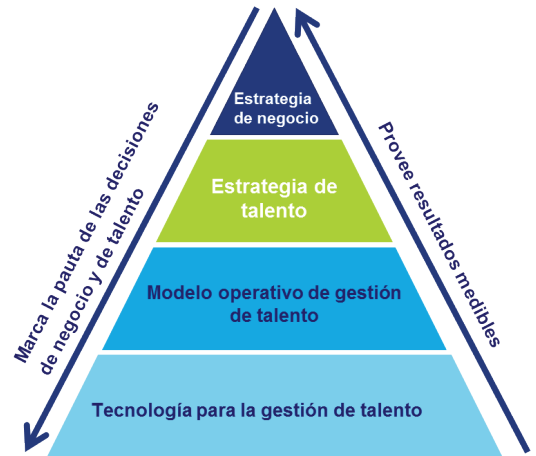 Estrategia
de negocio
Estrategia de
talento
Modelo operativo de gestión
de talento
Tecnología para la gestión de talento
Marca la pauta de las decisiones
de negocio y de talento
Provee resultados medibles